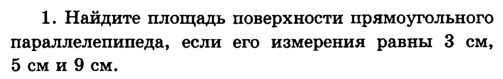 1. Найдите площадь поверхности прямоугольного
параллелепипеда, если его измерения равны 3 см,
5 см и 9 см.